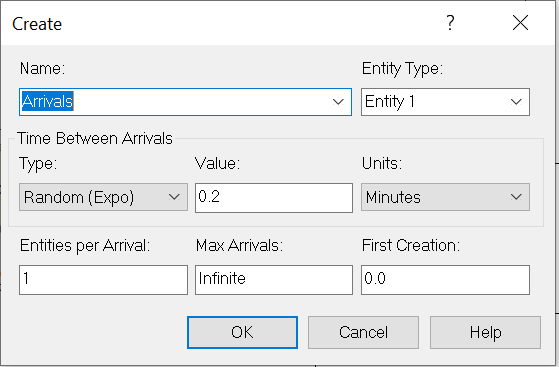 Create ?
Name: Entity Type:
Arrivals Entity 1
Time Between Arrivals
Type: Value: Units:
Random (Expo) 0.2 Minutes
Entities per Arrival: Max Arrivals: First Creation:
1 Infinite 0.0
OK Cancel Help